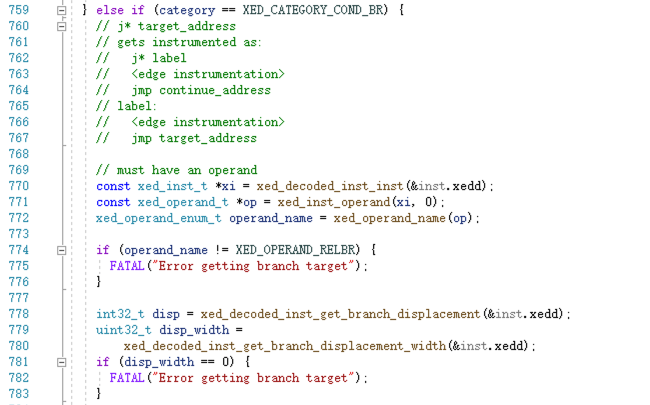 759 } else if (category == XED_CATEGORY_COND_BR) {
760 // j* target_address
761 // gets instrumented as:
762 //   j* label
763 //   <edge instrumentation>
764 //   jmp continue_address
765 // label:
766 //   <edge instrumentation>
767 //   jmp target_address
768
769 // must have an operand
770 const xed_inst_t *xi = xed_decoded_inst_inst(&inst.xedd);
771 const xed_operand_t *op = xed_inst_operand(xi, 0);
772 xed_operand_enum_t operand_name = xed_operand_name(op);
773
774 if (operand_name != XED_OPERAND_RELBR) {
775   FATAL("Error getting branch target");
776 }
777
778 int32_t disp = xed_decoded_inst_get_branch_displacement(&inst.xedd);
779 uint32_t disp_width =
780     xed_decoded_inst_get_branch_displacement_width(&inst.xedd);
781 if (disp_width == 0) {
782   FATAL("Error getting branch target");
783 }